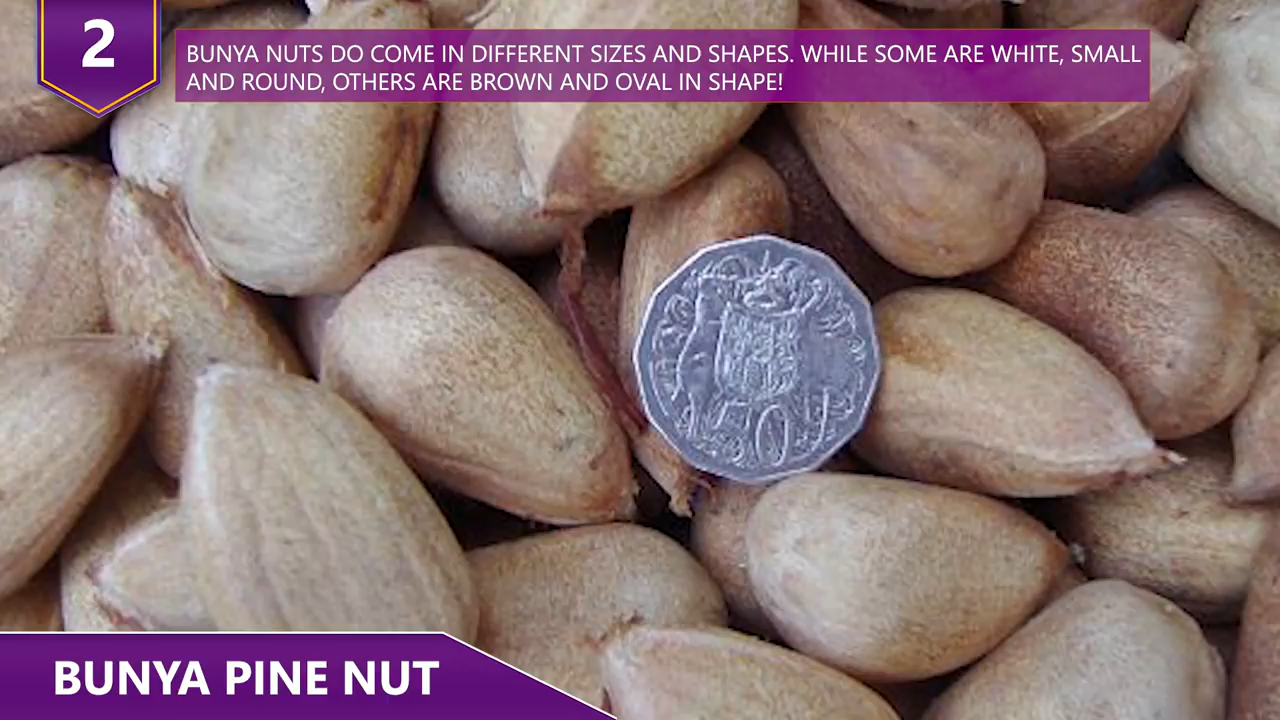 2
BUNYA NUTS DO COME IN DIFFERENT SIZES AND SHAPES. WHILE SOME ARE WHITE, SMALL
AND ROUND, OTHERS ARE BROWN AND OVAL IN SHAPE!
50
BUNYA PINE NUT